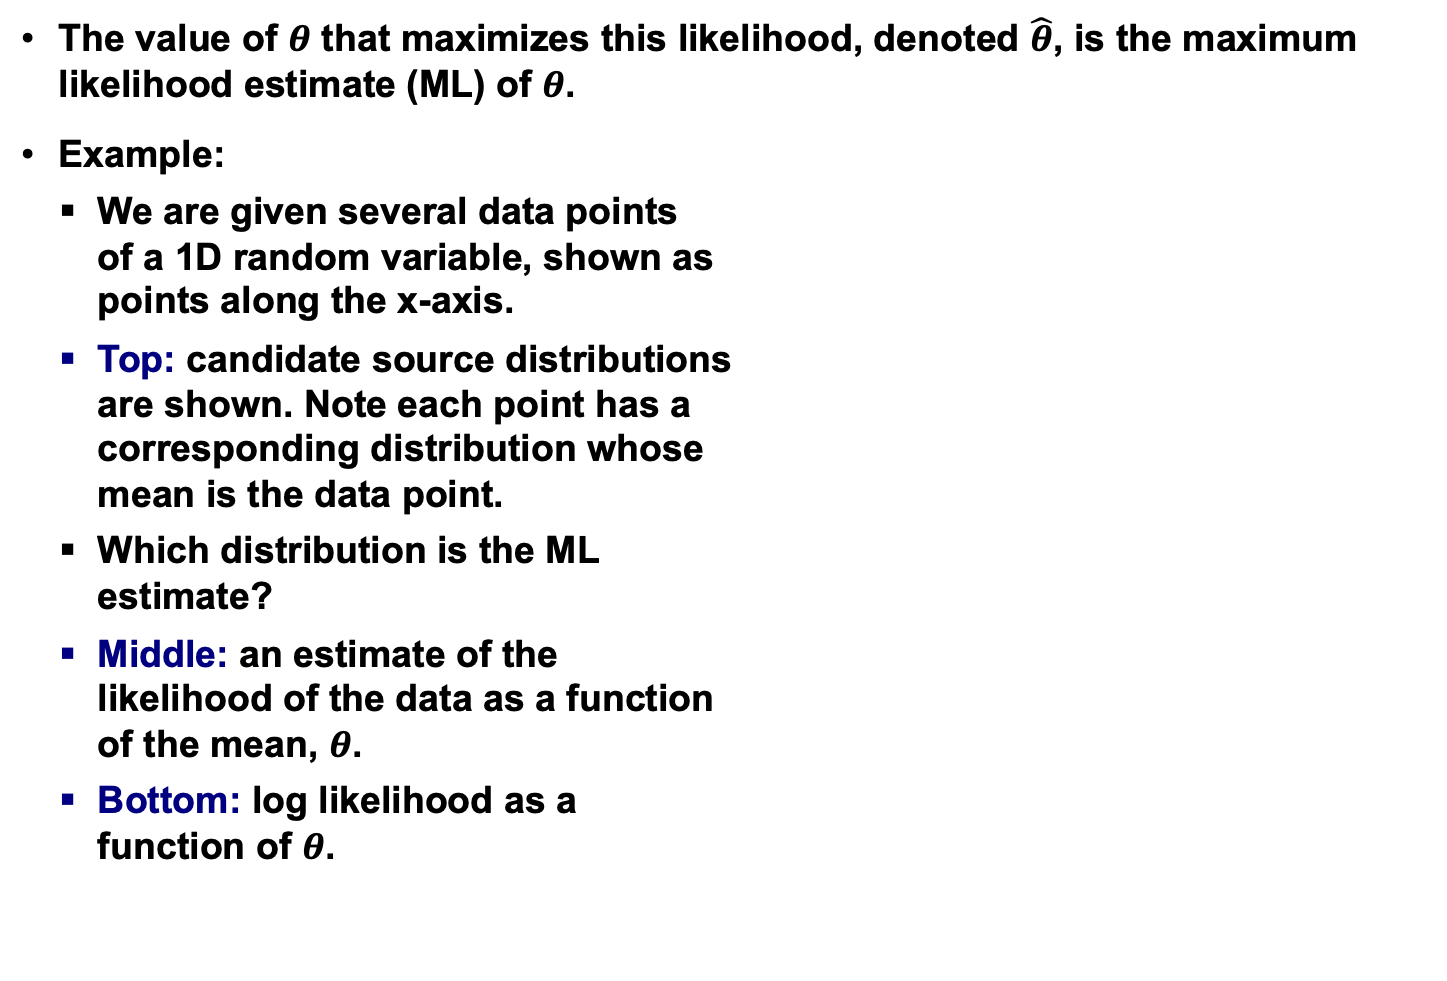 • The value of θ that maximizes this likelihood, denoted θ̂, is the maximum
likelihood estimate (ML) of θ.
• Example:
▪ We are given several data points
of a 1D random variable, shown as
points along the x-axis.
▪ Top: candidate source distributions
are shown. Note each point has a
corresponding distribution whose
mean is the data point.
▪ Which distribution is the ML
estimate?
▪ Middle: an estimate of the
likelihood of the data as a function
of the mean, θ.
▪ Bottom: log likelihood as a
function of θ.